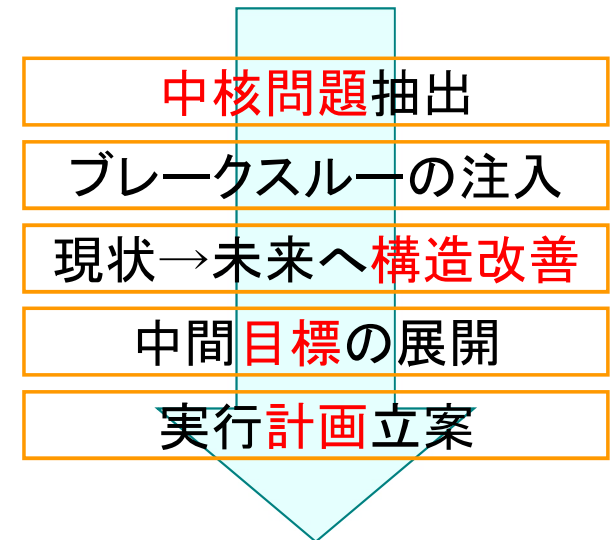 中核問題抽出
ブレークスルーの注入
現状→未来へ構造改善
中間目標の展開
実行計画立案